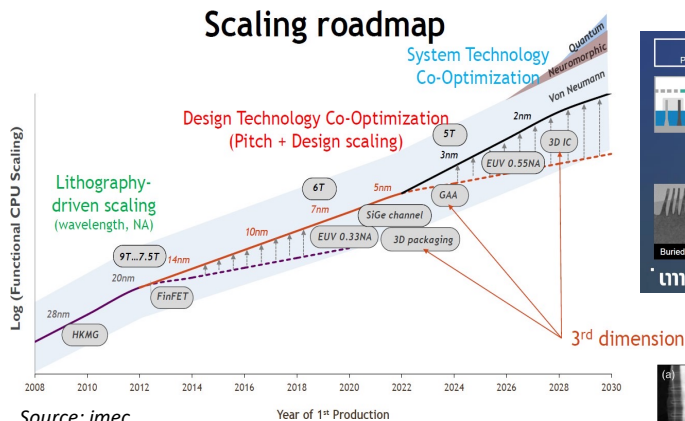 Scaling roadmap
System Technology
Co-Optimization
Quantum
Neuromorphic
Von Neumann
Design Technology Co-Optimization
(Pitch + Design scaling)
5T
2nm
3nm
3D IC
EUV 0.55NA
Lithography-
driven scaling
(wavelength, NA)
6T
5nm
7nm
GAA
SiGe channel
10nm
EUV 0.33NA
3D packaging
9T...7.5T
14nm
20nm
FinFET
28nm
HKMG
3rd dimension
Log (Functional CPU Scaling)
2008
2010
2012
2014
2016
2018
2020
2022
2024
2026
2028
2030
Year of 1st Production
Source: imec
P
Buried
(a)